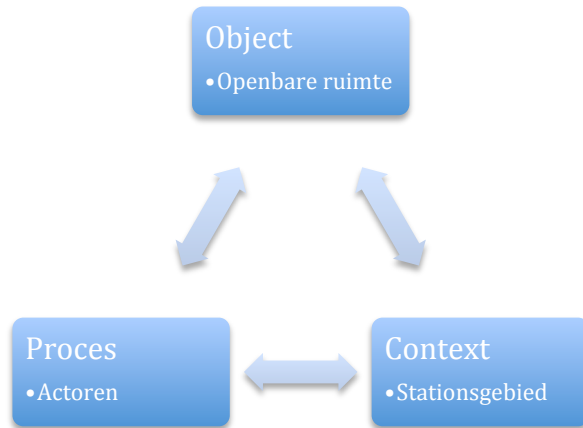 Object
•Openbare ruimte
Proces
•Actoren
Context
•Stationsgebied